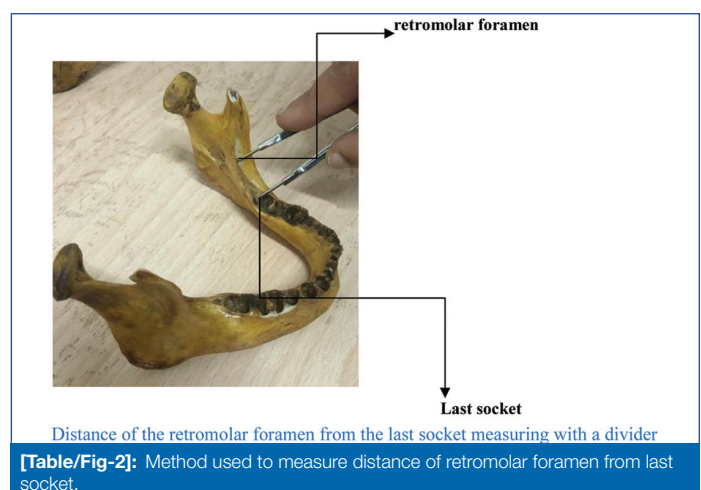 retromolar foramen
Last socket
Distance of the retromolar foramen from the last socket measuring with a divider
[Table/Fig-2]: Method used to measure distance of retromolar foramen from last
socket.